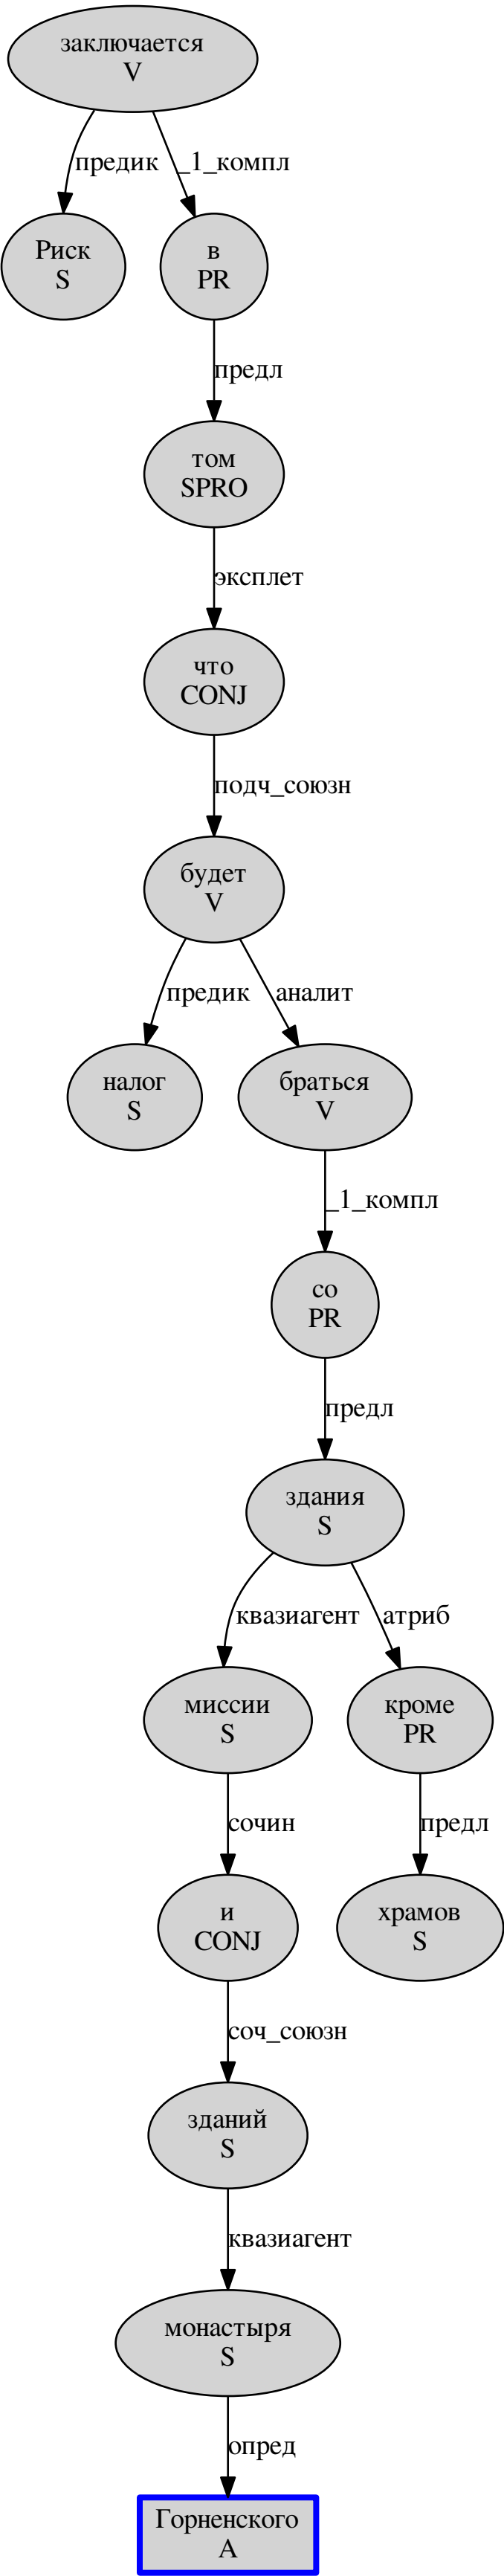 заключается
V
предик
_1_компл
Риск
S
в
PR
предл
том
SPRO
эксплет
что
CONJ
подч_союзн
будет
V
предик
аналит
налог
S
браться
V
_1_компл
со
PR
предл
здания
S
квазиагент
атриб
миссии
S
кроме
PR
сочин
предл
и
CONJ
храмов
S
соч_союзн
зданий
S
квазиагент
монастыря
S
опред
Горненского
A